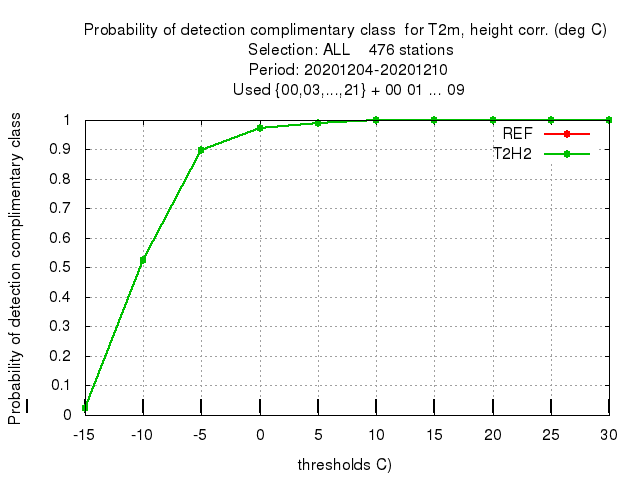 Probability of detection complimentary class  for T2m, height corr. (deg C)
Selection: ALL    476 stations
Period: 20201204-20201210
Used {00,03,...,21} + 00 01 ... 09
Probability of detection complimentary class
1
0.9
0.8
0.7
0.6
0.5
0.4
0.3
0.2
0.1
0
REF
T2H2
-15 -10 -5 0 5 10 15 20 25 30
thresholds C)